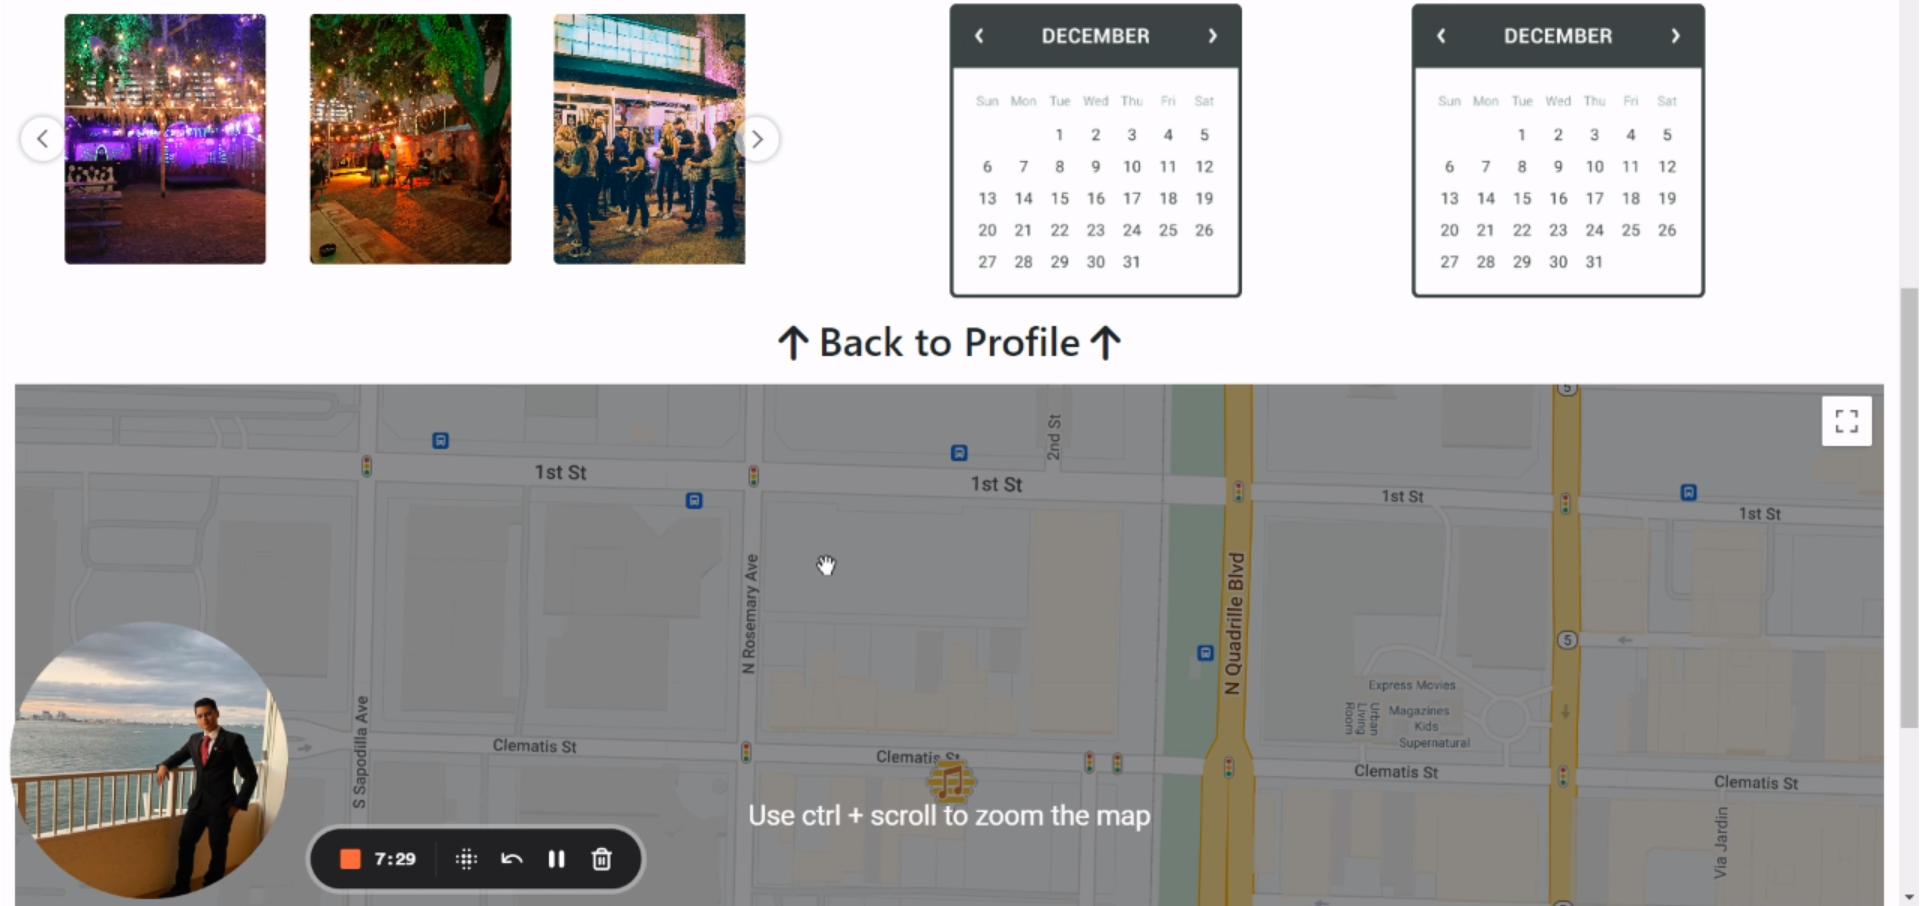 DECEMBER
Sun Mon Tue Wed Thu Fri Sat
1 2 3 4 5
6 7 8 9 10 11 12
13 14 15 16 17 18 19
20 21 22 23 24 25 26
27 28 29 30 31
DECEMBER
Sun Mon Tue Wed Thu Fri Sat
1 2 3 4 5
6 7 8 9 10 11 12
13 14 15 16 17 18 19
20 21 22 23 24 25 26
27 28 29 30 31
↑ Back to Profile ↑
5
2nd St
1st St
1st St
1st St
1st St
N Rosemary Ave
N Quadrille Blvd
5
Express Movies
Urban
Living
Room
Magazines
Kids
Supernatural
S Sapodilla Ave
Clematis St
Clematis St
Clematis St
Clematis St
Via Jardin
Use ctrl + scroll to zoom the map
7:29